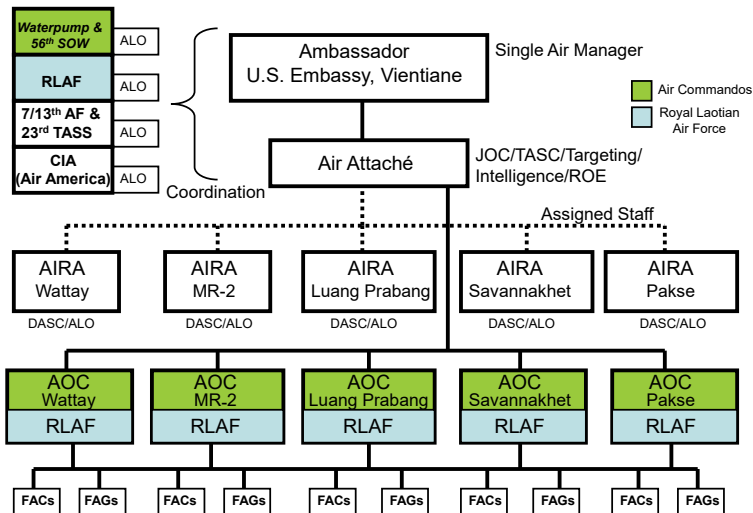 Waterpump &
56th SOW
ALO
RLAF
ALO
7/13th AF &
23rd TASS
ALO
CIA
(Air America)
ALO
Coordination
Ambassador
U.S. Embassy, Vientiane
Single Air Manager
Air Commandos
Royal Laotian
Air Force
Air Attaché
JOC/TASC/Targeting/
Intelligence/ROE
Assigned Staff
AIRA
Wattay
DASC/ALO
AIRA
MR-2
DASC/ALO
AIRA
Luang Prabang
DASC/ALO
AIRA
Savannakhet
DASC/ALO
AIRA
Pakse
DASC/ALO
AOC
Wattay
RLAF
AOC
MR-2
RLAF
AOC
Luang Prabang
RLAF
AOC
Savannakhet
RLAF
AOC
Pakse
RLAF
FACs
FAGs
FACs
FAGs
FACs
FAGs
FACs
FAGs
FACs
FAGs